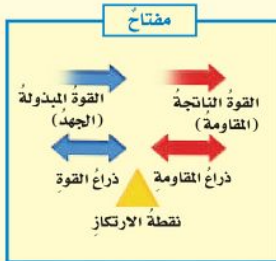 مفتاحٌ
القوةُ الناتجةُ
(المقاومةُ)
القوةُ المبذولةُ
(الجهدُ)
ذراعُ المقاومةِ
ذراعُ القوةِ
نقطةُ الارتكازِ